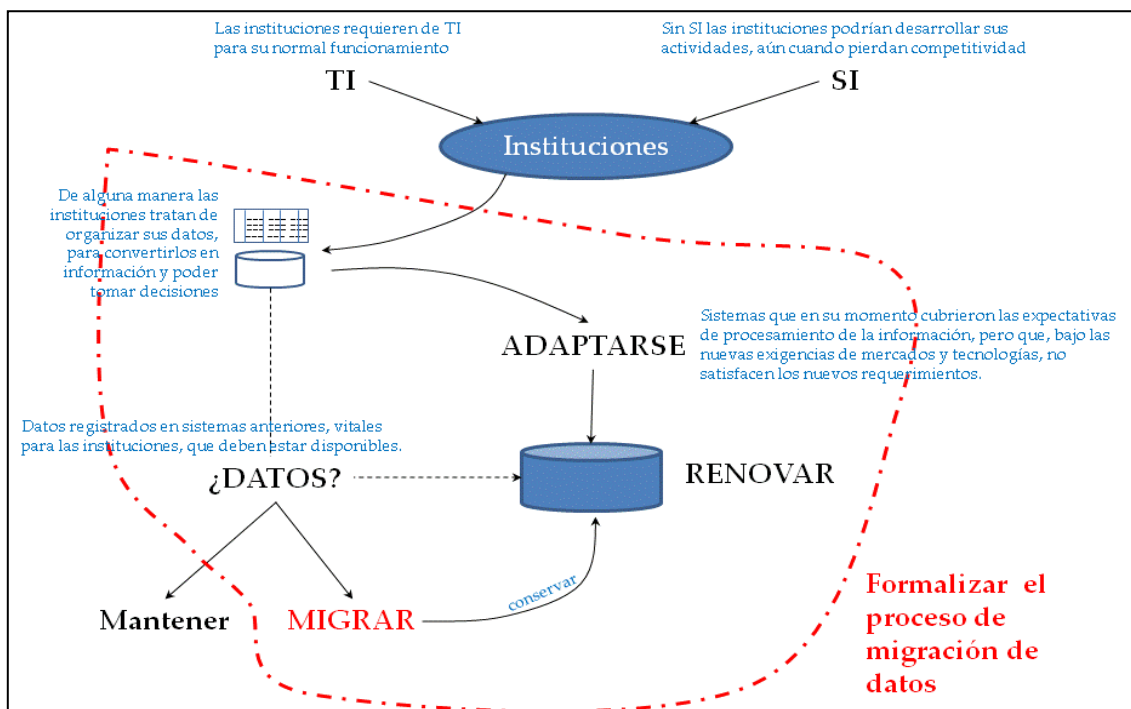 Las instituciones requieren de TI
para su normal funcionamiento
Sin SI las instituciones podrían desarrollar sus
actividades, aún cuando pierdan competitividad
TI
SI
Instituciones
De alguna manera las
instituciones tratan de
organizar sus datos,
para convertirlos en
información y poder
tomar decisiones
Sistemas que en su momento cubrieron las expectativas
de procesamiento de la información, pero que, bajo las
nuevas exigencias de mercados y tecnologías, no
satisfacen los nuevos requerimientos.
ADAPTARSE
Datos registrados en sistemas anteriores, vitales
para las instituciones, que deben estar disponibles.
¿DATOS?
RENOVAR
conservar
Mantener
MIGRAR
Formalizar el
proceso de
migración de
datos